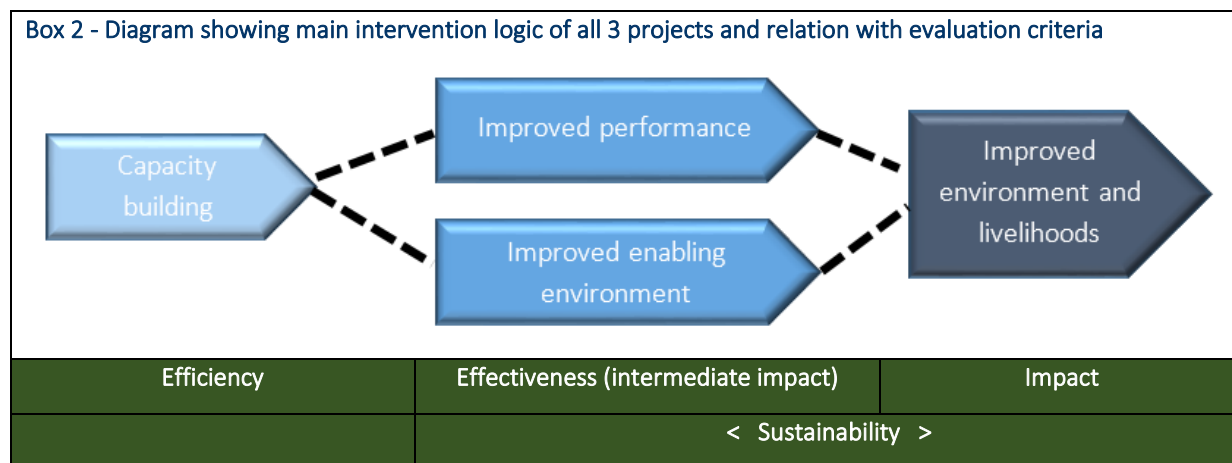 Box 2 - Diagram showing main intervention logic of all 3 projects and relation with evaluation criteria
Capacity
building
Improved performance
Improved enabling
environment
Improved
environment and
livelihoods
Efficiency
Effectiveness (intermediate impact)
Impact
< Sustainability >